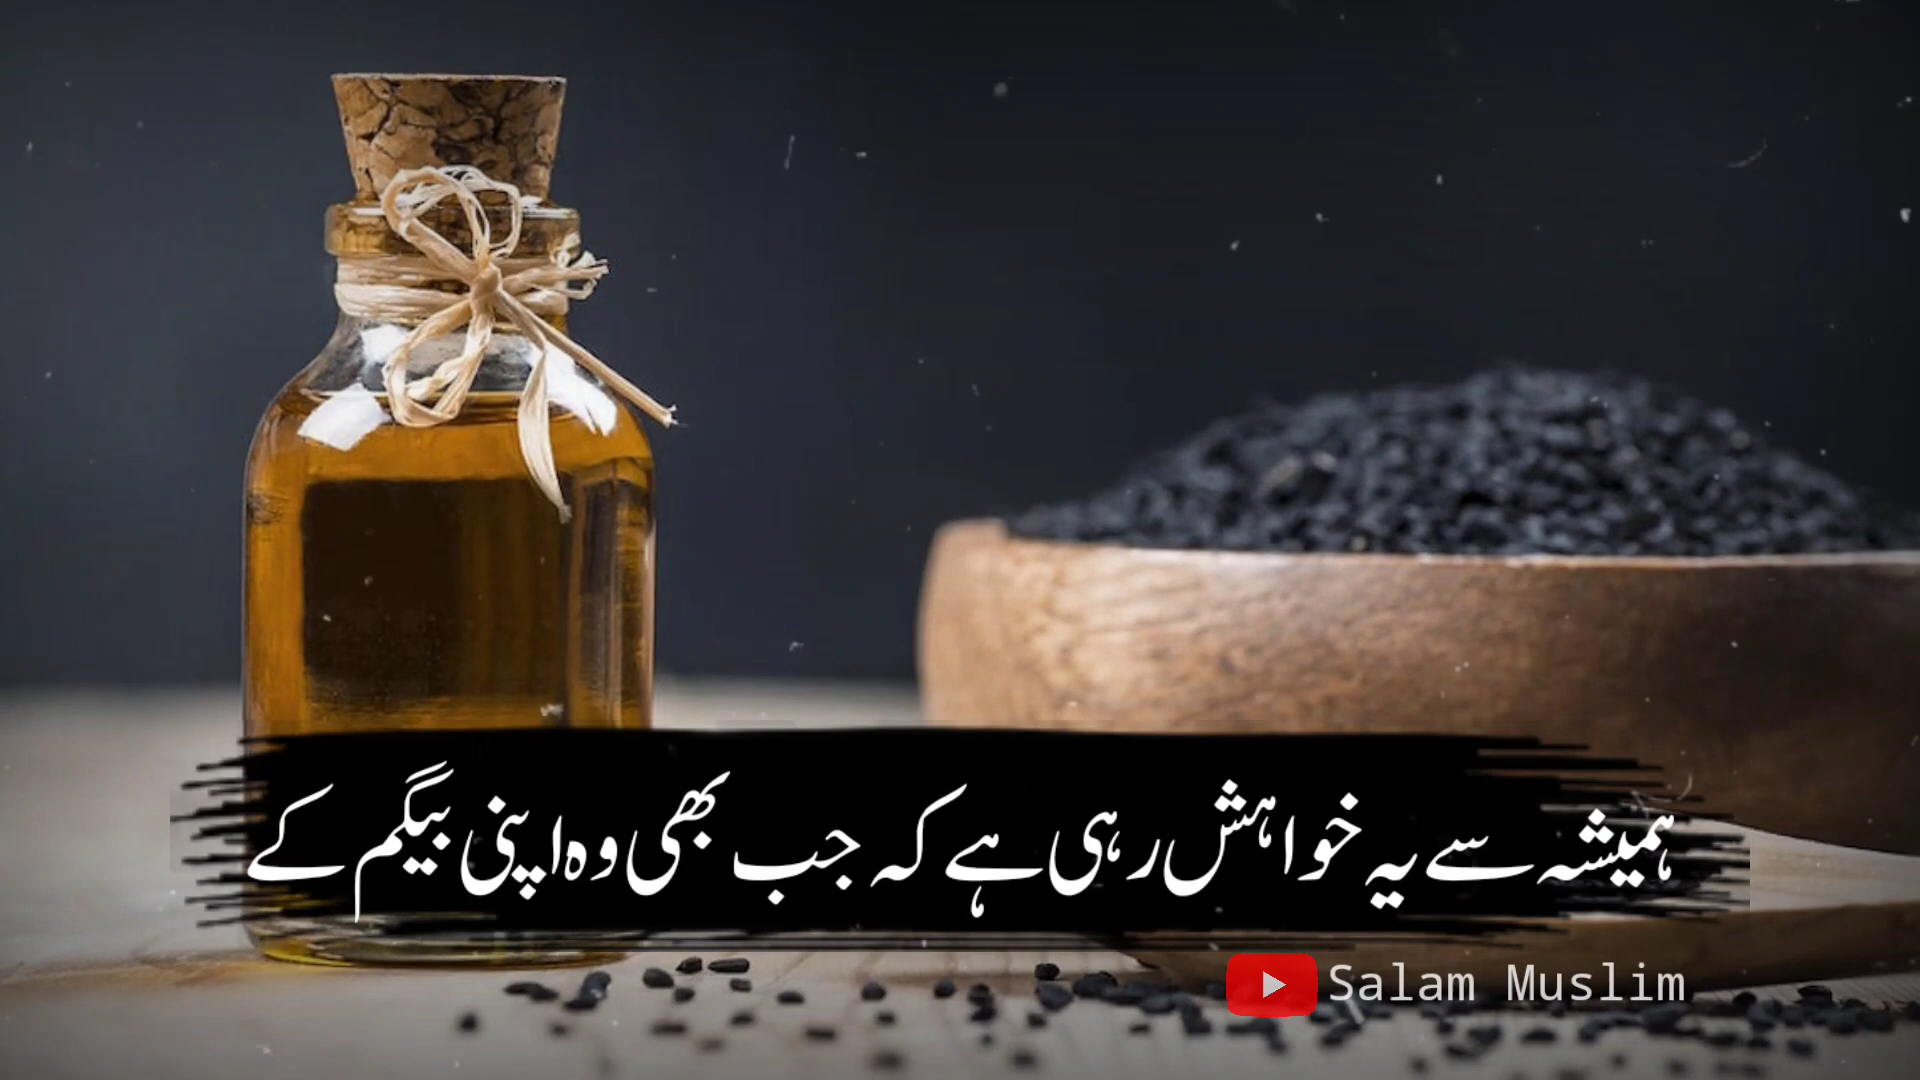 ہمیشہ سے یہ خواہش رہی ہے کہ جب بھی وہ اپنی بیگم کے
Salam Muslim